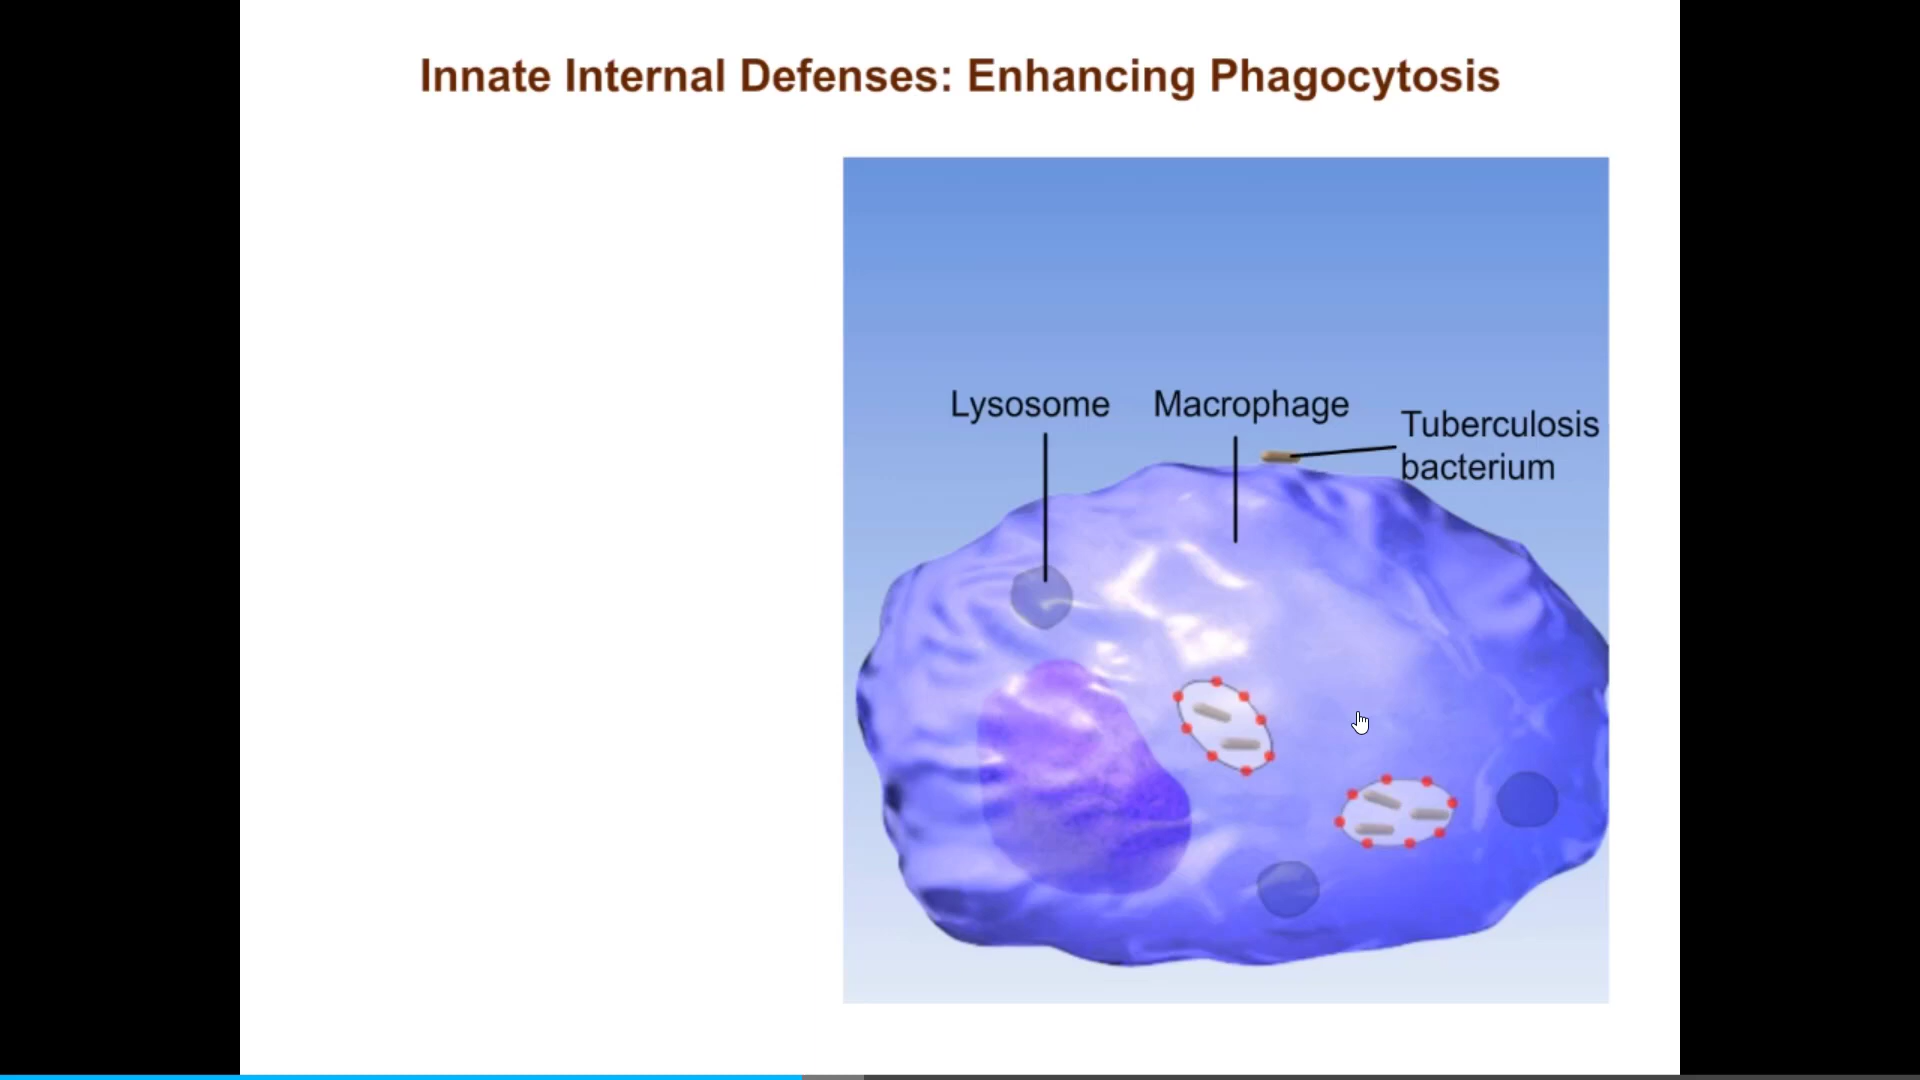 Innate Internal Defenses: Enhancing Phagocytosis
Lysosome
Macrophage
Tuberculosis
bacterium